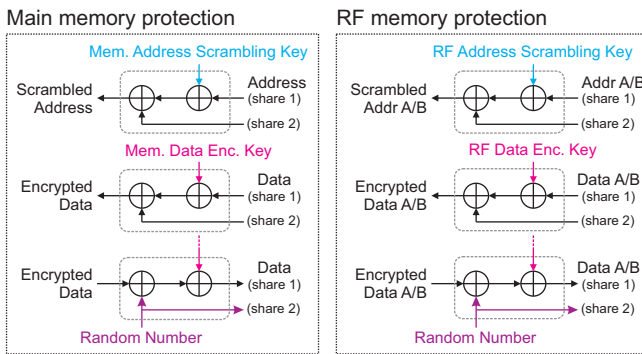 Main memory protection
Mem. Address Scrambling Key
Scrambled
Address
Address
(share 1)
(share 2)
Mem. Data Enc. Key
Encrypted
Data
Data
(share 1)
(share 2)
Encrypted
Data
Data
(share 1)
(share 2)
Random Number
RF memory protection
RF Address Scrambling Key
Scrambled
Addr A/B
Addr A/B
(share 1)
(share 2)
RF Data Enc. Key
Encrypted
Data A/B
Data A/B
(share 1)
(share 2)
Encrypted
Data A/B
Data A/B
(share 1)
(share 2)
Random Number